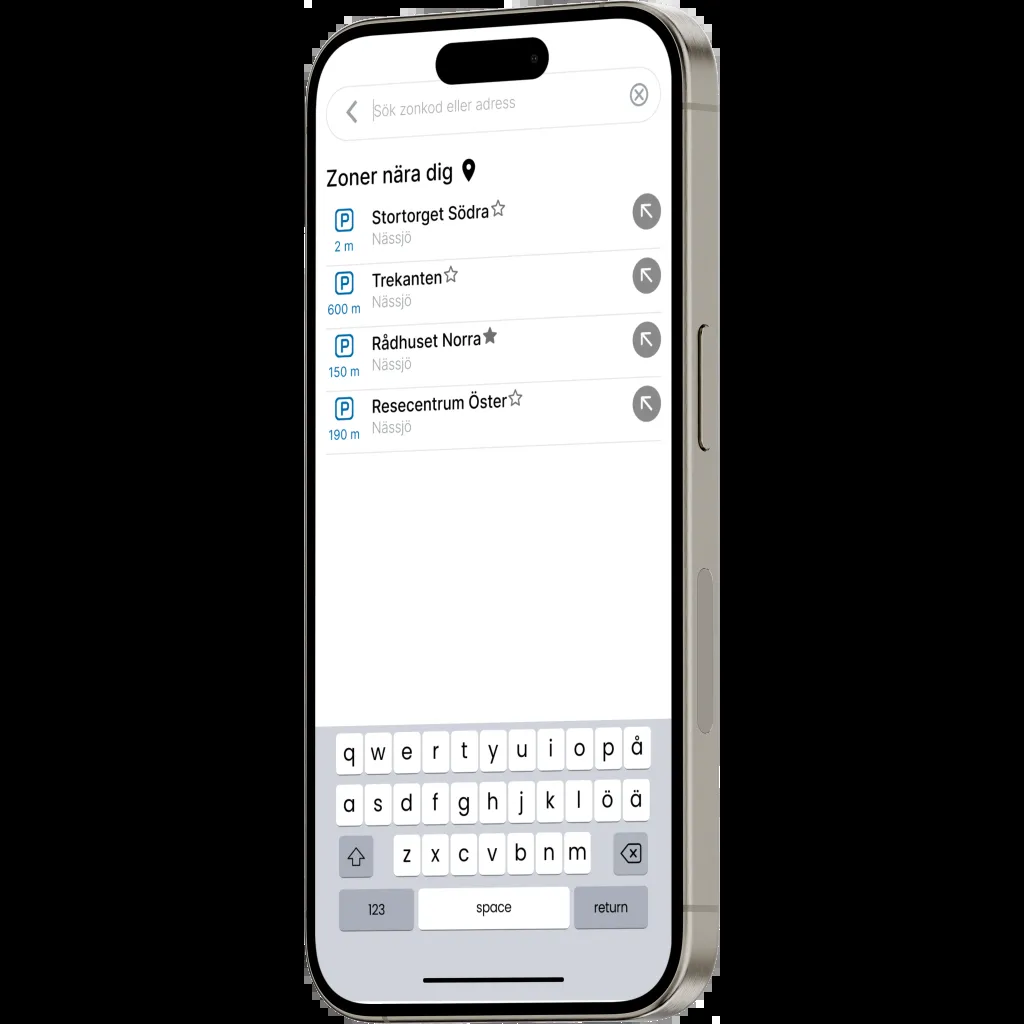 Sök zonkod eller adress
Zoner nära dig
P Stortorget Södra
2 m Nässjö
P Trekanten
600 m Nässjö
P Rådhuset Norra
150 m Nässjö
P Resecentrum Öster
190 m Nässjö
q w e r t y u i o p å
a s d f g h j k l ö ä
z x c v b n m
123 space return